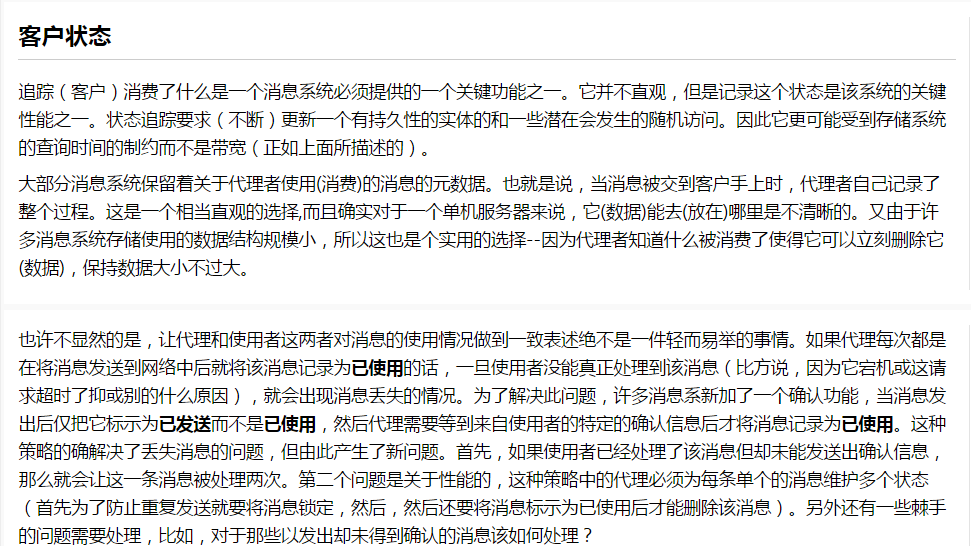 客户状态
追踪（客户）消费了什么是一个消息系统必须提供的一个关键功能之一。它并不直观，但是记录这个状态是该系统的关键
性能之一。状态追踪要求（不断）更新一个有持久性的实体的和一些潜在会发生的随机访问。因此它更可能受到存储系统
的查询时间的制约而不是带宽（正如上面所描述的）。
大部分消息系统保留着关于代理者使用(消费)的消息的元数据。也就是说，当消息被交到客户手上时，代理者自己记录了
整个过程。这是一个相当直观的选择,而且确实对于一个单机服务器来说，它(数据)能去(放在)哪里是不清晰的。又由于许
多消息系统存储使用的数据结构规模小，所以这也是个实用的选择--因为代理者知道什么被消费了使得它可以立刻删除它
(数据)，保持数据大小不过大。
也许不显然的是，让代理和使用者这两者对消息的使用情况做到一致表述绝不是一件轻而易举的事情。如果代理每次都是
在将消息发送到网络中后就将该消息记录为已使用的话，一旦使用者没能真正处理到该消息（比方说，因为它宕机或这请
求超时了抑或别的什么原因），就会出现消息丢失的情况。为了解决此问题，许多消息系新加了一个确认功能，当消息发
出后仅把它标示为已发送而不是已使用，然后代理需要等到来自使用者的特定的确认信息后才将消息记录为已使用。这种
策略的确解决了丢失消息的问题，但由此产生了新问题。首先，如果使用者已经处理了该消息但却未能发送出确认信息，
那么就会让这一条消息被处理两次。第二个问题是关于性能的，这种策略中的代理必须为每条单个的消息维护多个状态
（首先为了防止重复发送就要将消息锁定，然后，然后还要将消息标示为已使用后才能删除该消息）。另外还有一些棘手
的问题需要处理，比如，对于那些以发出却未得到确认的消息该如何处理？